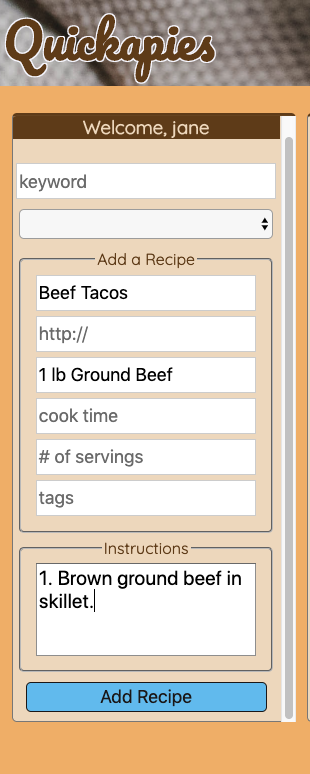 Quickapies
Welcome, jane
keyword
Add a Recipe
Beef Tacos
http://
1 lb Ground Beef
cook time
# of servings
tags
Instructions
1. Brown ground beef in
skillet.
Add Recipe